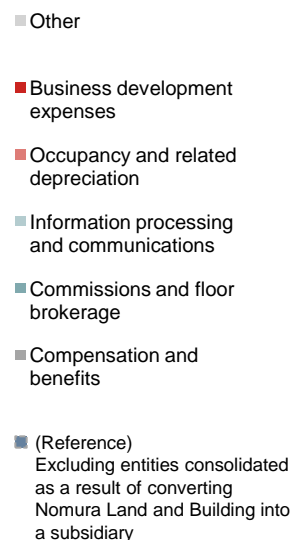 Other
Business development
expenses
Occupancy and related
depreciation
Information processing
and communications
Commissions and floor
brokerage
Compensation and
benefits
(Reference)
Excluding entities consolidated
as a result of converting
Nomura Land and Building into
a subsidiary